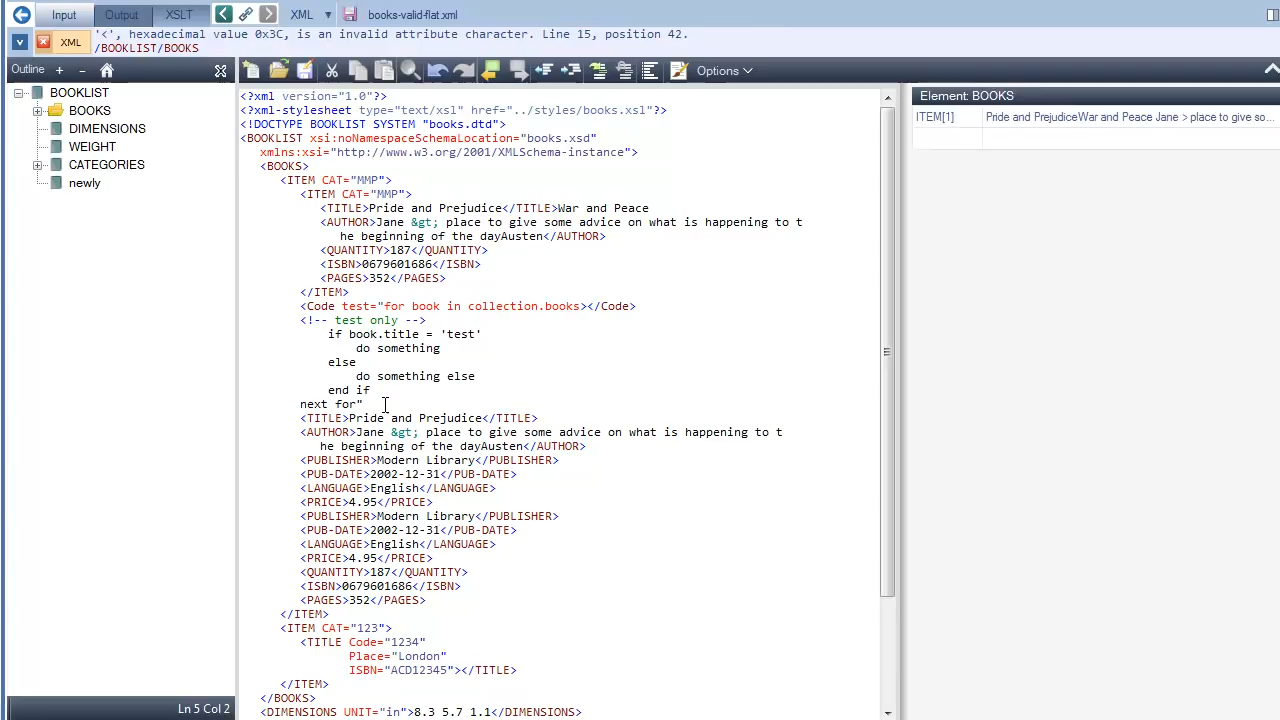 Input Output XSLT XML books-valid-flat.xml
XML '<', hexadecimal value 0x3C, is an invalid attribute character. Line 15, position 42.
/BOOKLIST/BOOKS
Outline + - Options
BOOKLIST
BOOKS
DIMENSIONS
WEIGHT
CATEGORIES
newly
<?xml version="1.0"?>
<?xml-stylesheet type="text/xsl" href="../styles/books.xsl"?>
<!DOCTYPE BOOKLIST SYSTEM "books.dtd">
<BOOKLIST xsi:noNamespaceSchemaLocation="books.xsd"
xmlns:xsi="http://www.w3.org/2001/XMLSchema-instance">
<BOOKS>
<ITEM CAT="MMP">
<ITEM CAT="MMP">
<TITLE>Pride and Prejudice</TITLE>War and Peace
<AUTHOR>Jane &gt; place to give some advice on what is happening to t
he beginning of the dayAusten</AUTHOR>
<QUANTITY>187</QUANTITY>
<ISBN>0679601686</ISBN>
<PAGES>352</PAGES>
</ITEM>
<Code test="for book in collection.books></Code>
<!-- test only -->
if book.title = 'test'
do something
else
do something else
end if
next for"
<TITLE>Pride and Prejudice</TITLE>
<AUTHOR>Jane &gt; place to give some advice on what is happening to t
he beginning of the dayAusten</AUTHOR>
<PUBLISHER>Modern Library</PUBLISHER>
<PUB-DATE>2002-12-31</PUB-DATE>
<LANGUAGE>English</LANGUAGE>
<PRICE>4.95</PRICE>
<PUBLISHER>Modern Library</PUBLISHER>
<PUB-DATE>2002-12-31</PUB-DATE>
<LANGUAGE>English</LANGUAGE>
<PRICE>4.95</PRICE>
<QUANTITY>187</QUANTITY>
<ISBN>0679601686</ISBN>
<PAGES>352</PAGES>
</ITEM>
<ITEM CAT="123">
<TITLE Code="1234"
Place="London"
ISBN="ACD12345"></TITLE>
</ITEM>
</BOOKS>
<DIMENSIONS UNIT="in">8.3 5.7 1.1</DIMENSIONS>
Element: BOOKS
ITEM[1] Pride and PrejudiceWar and Peace Jane > place to give so...
Ln 5 Col 2